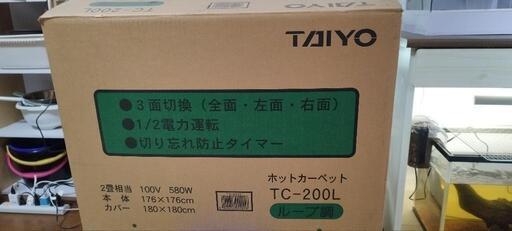 TC-200L
TAIYO
●3面切換（全面・左面・右面）
●1/2電力運転
●切り忘れ防止タイマー
2畳相当 100V 580W
本体 176×176cm
カバー 180×180cm
ホットカーペット
TC-200L
ループ調